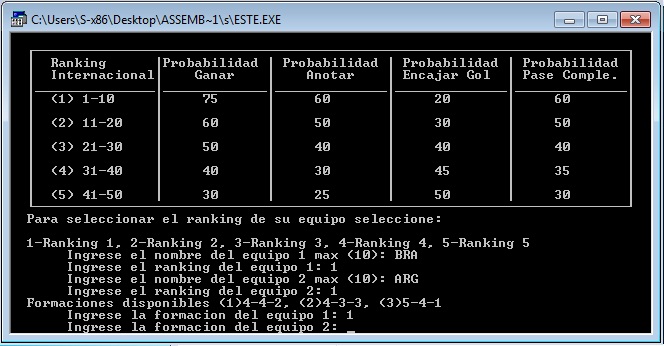 C:\Users\S-x86\Desktop\ASSEMB~1\s\ESTE.EXE
Ranking Probabilidad Probabilidad Probabilidad Probabilidad
Internacional Ganar Anotar Encajar Gol Pase Comple.
(1) 1-10 75 60 20 60
(2) 11-20 60 50 30 50
(3) 21-30 50 40 40 40
(4) 31-40 40 30 45 35
(5) 41-50 30 25 50 30
Para seleccionar el ranking de su equipo seleccione:
1-Ranking 1, 2-Ranking 2, 3-Ranking 3, 4-Ranking 4, 5-Ranking 5
Ingrese el nombre del equipo 1 max (10): BRA
Ingrese el ranking del equipo 1: 1
Ingrese el nombre del equipo 2 max (10): ARG
Ingrese el ranking del equipo 2: 1
Formaciones disponibles (1)4-4-2, (2)4-3-3, (3)5-4-1
Ingrese la formacion del equipo 1: 1
Ingrese la formacion del equipo 2: _